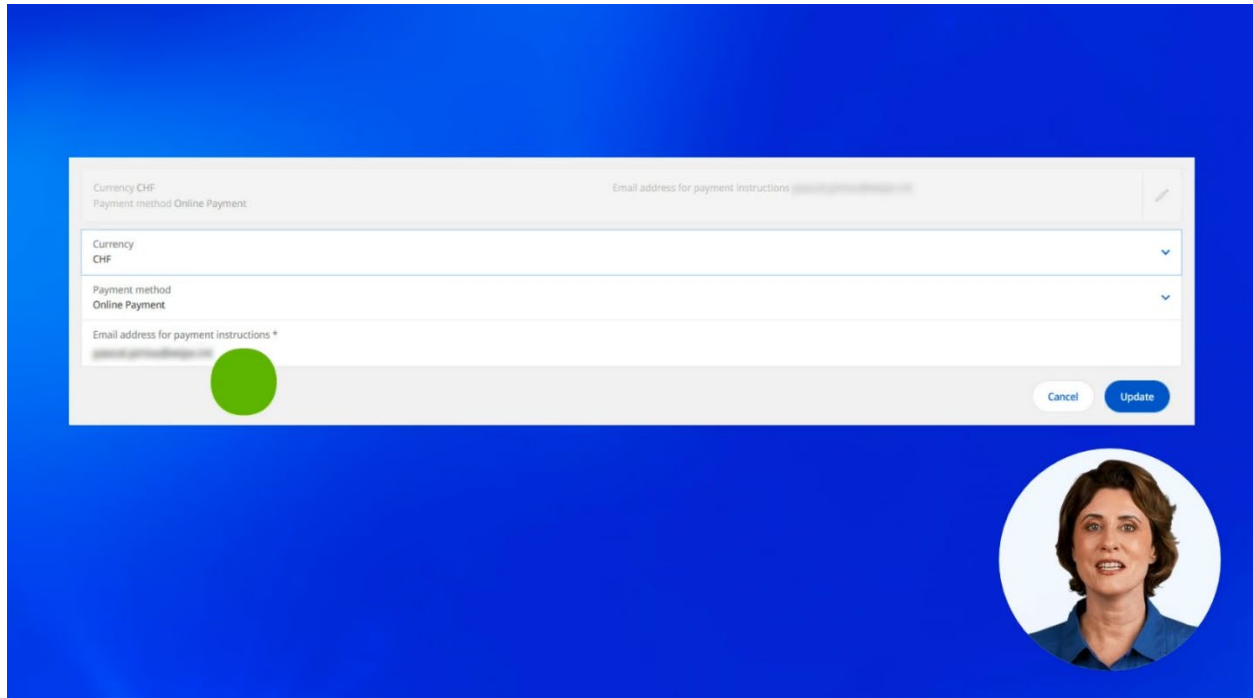 Currency CHF
Email address for payment instructions
Payment method Online Payment
Currency
CHF
Payment method
Online Payment
Email address for payment instructions *
Cancel
Update